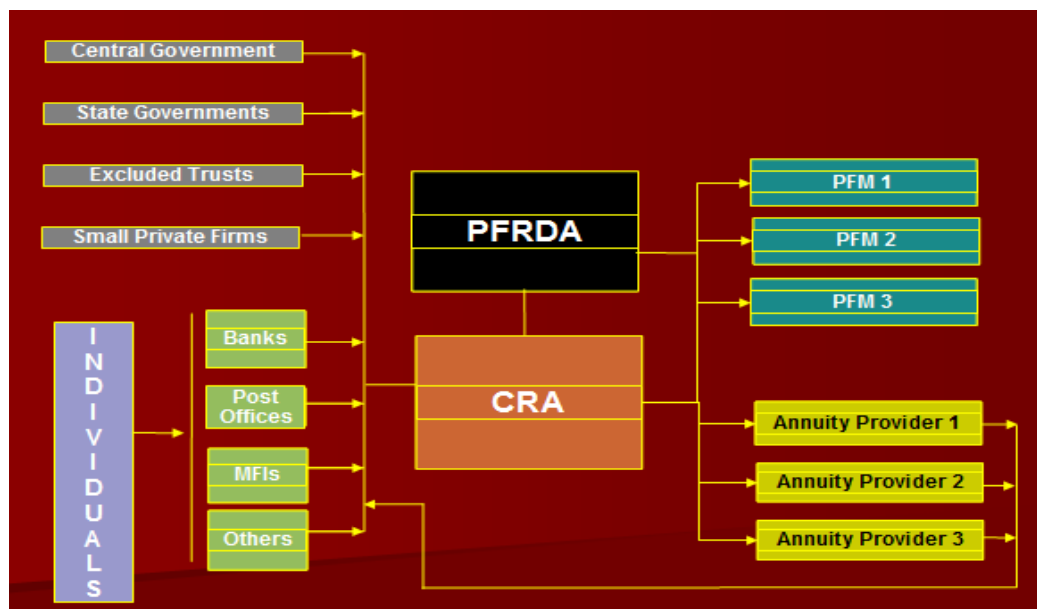 Central Government
State Governments
Excluded Trusts
Small Private Firms
INDIVIDUALS
Banks
Post
Offices
MFIs
Others
PFRDA
CRA
PFM 1
PFM 2
PFM 3
Annuity Provider 1
Annuity Provider 2
Annuity Provider 3